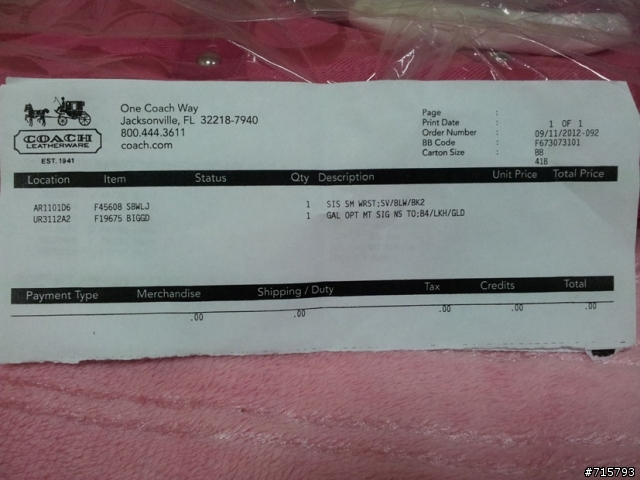 COACH
LEATHERWARE
EST. 1941
One Coach Way
Jacksonville, FL 32218-7940
800.444.3611
coach.com
Page : 1 OF 1
Print Date : 09/11/2012-092
Order Number : F673073101
BB Code : BB
Carton Size : 41B
Location Item Status Qty Description Unit Price Total Price
AR1101D6 F45608 SBWLJ 1 SIS SM WRST;SV/BLW/BK2
UR3112A2 F19675 BIGGD 1 GAL OPT MT SIG NS TO;B4/LKH/GLD
Payment Type Merchandise Shipping / Duty Tax Credits Total
.00 .00 .00 .00 .00
#715793